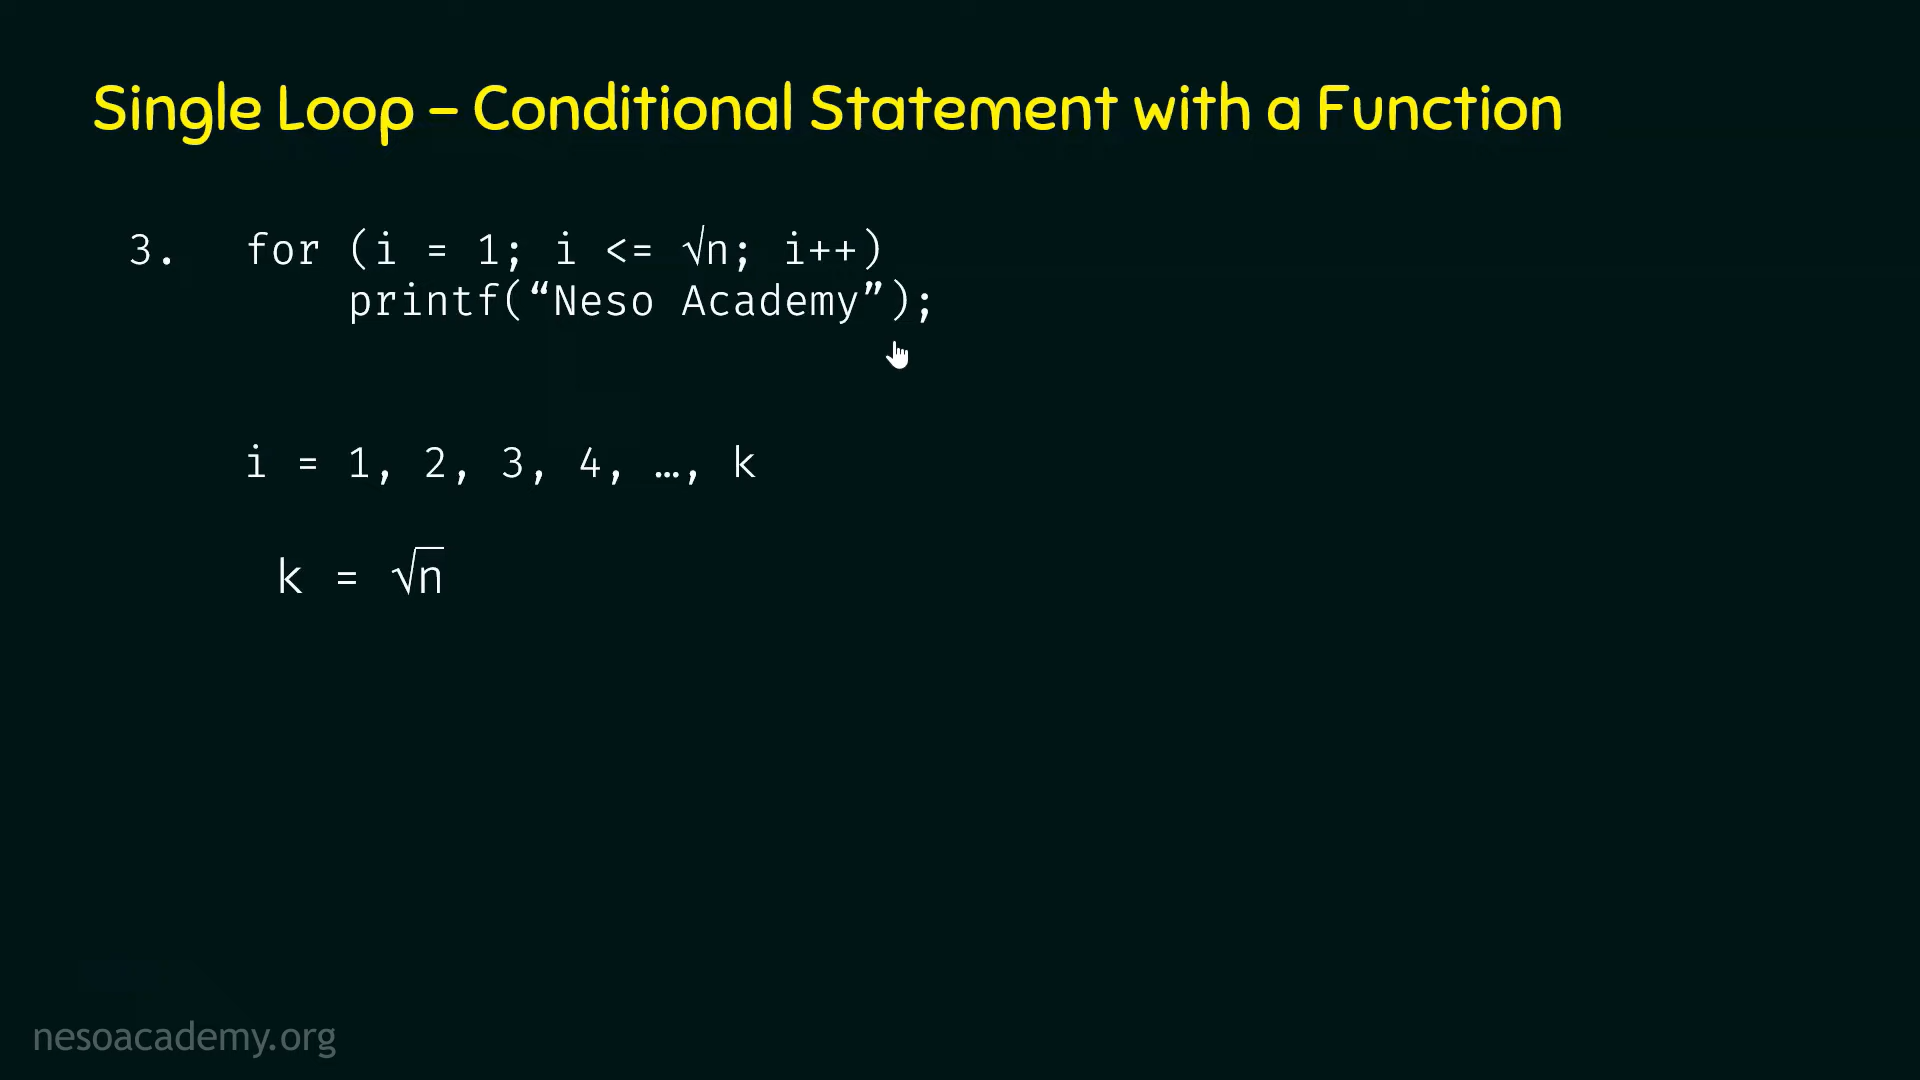 Single Loop – Conditional Statement with a Function
3. for (i = 1; i <= √n; i++)
printf(“Neso Academy”);
i = 1, 2, 3, 4, …, k
k = √n
nesoacademy.org